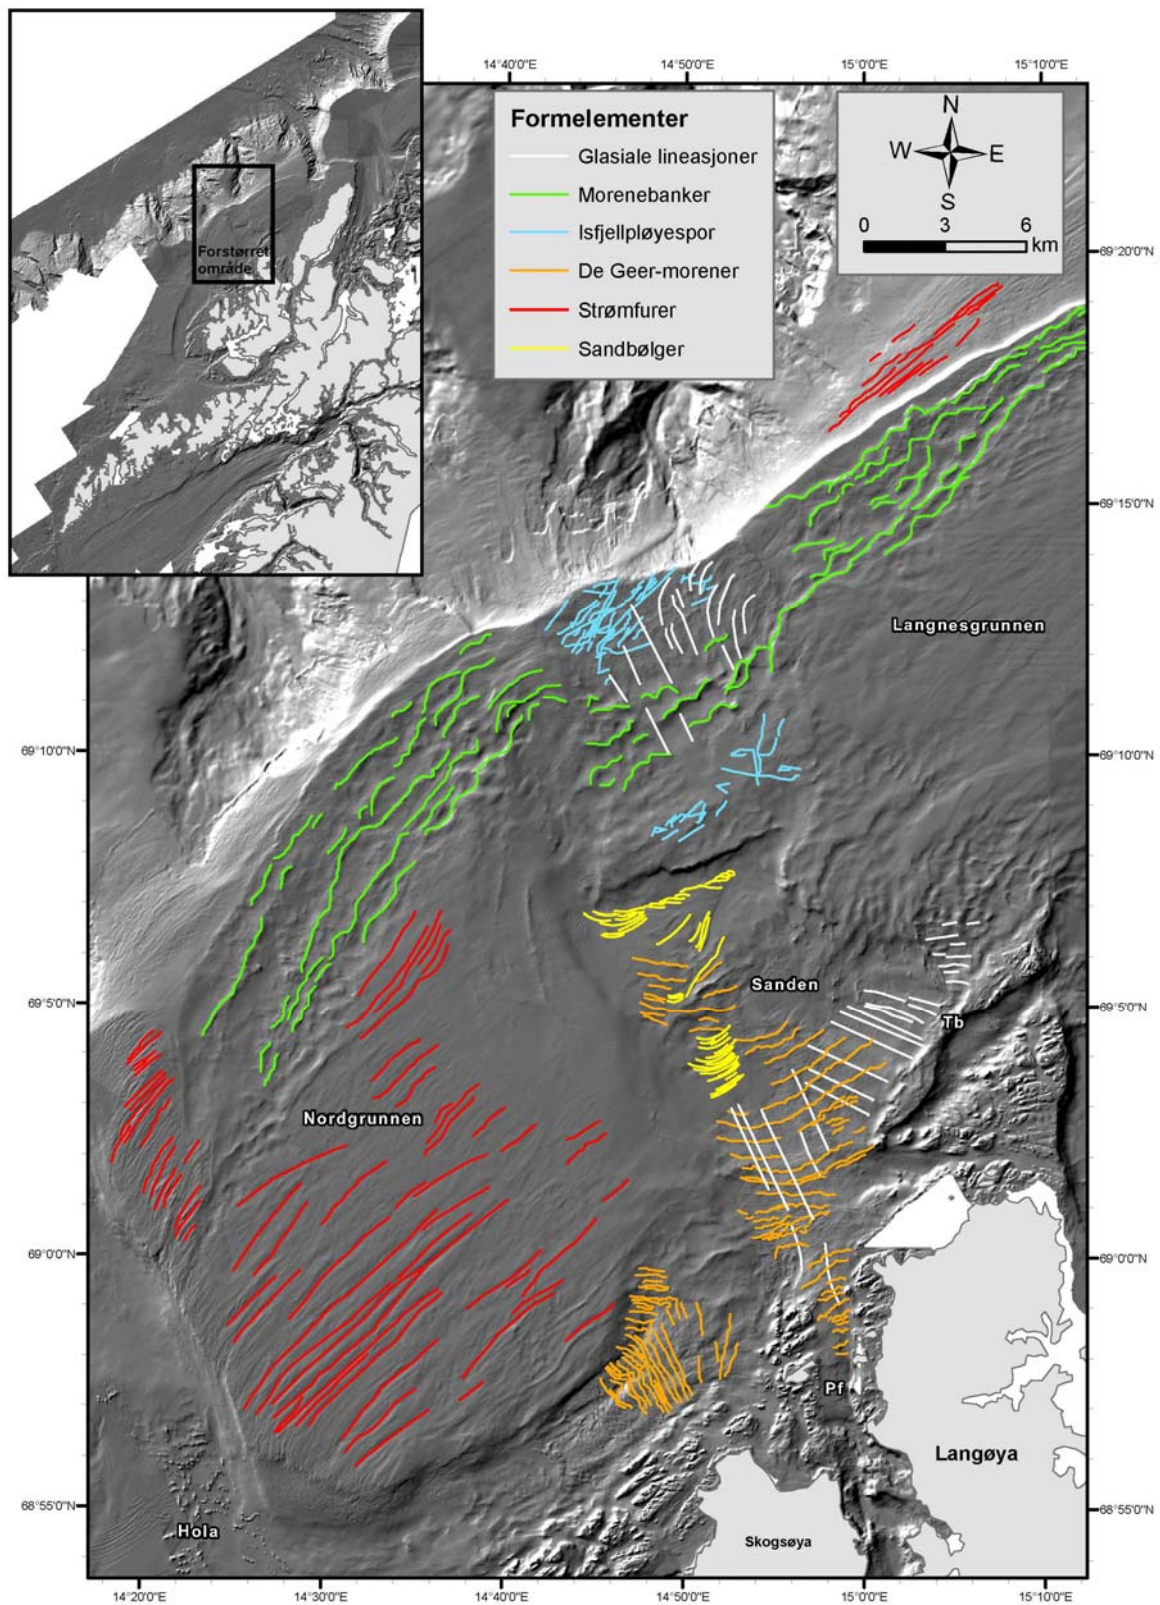 Forstørret
område
14°40'0"E
14°50'0"E
15°0'0"E
15°10'0"E
Formelementer
Glasiale lineasjoner
Morenebanker
Isfjellpløyespor
De Geer-morener
Strømfurer
Sandbølger
N
W
E
S
0
3
6
km
69°20'0"N
69°15'0"N
Langnesgrunnen
69°10'0"N
69°10'0"N
Sanden
69°5'0"N
69°5'0"N
Tb
Nordgrunnen
69°0'0"N
69°0'0"N
Pf
Langøya
68°55'0"N
68°55'0"N
Hola
Skogsøya
14°20'0"E
14°30'0"E
14°40'0"E
14°50'0"E
15°0'0"E
15°10'0"E